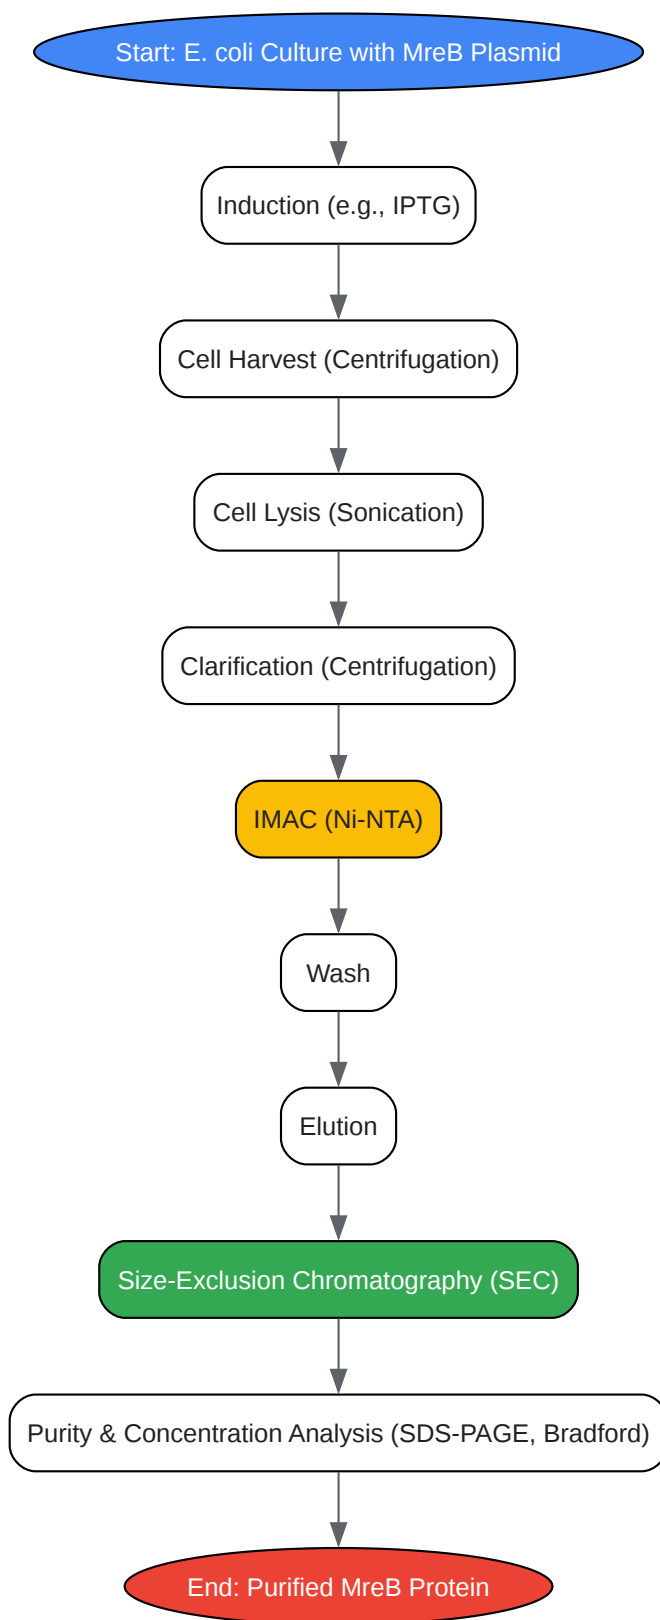 Start: E. coli Culture with MreB Plasmid
Induction (e.g., IPTG)
Cell Harvest (Centrifugation)
Cell Lysis (Sonication)
Clarification (Centrifugation)
IMAC (Ni-NTA)
Wash
Elution
Size-Exclusion Chromatography (SEC)
Purity & Concentration Analysis (SDS-PAGE, Bradford)
End: Purified MreB Protein